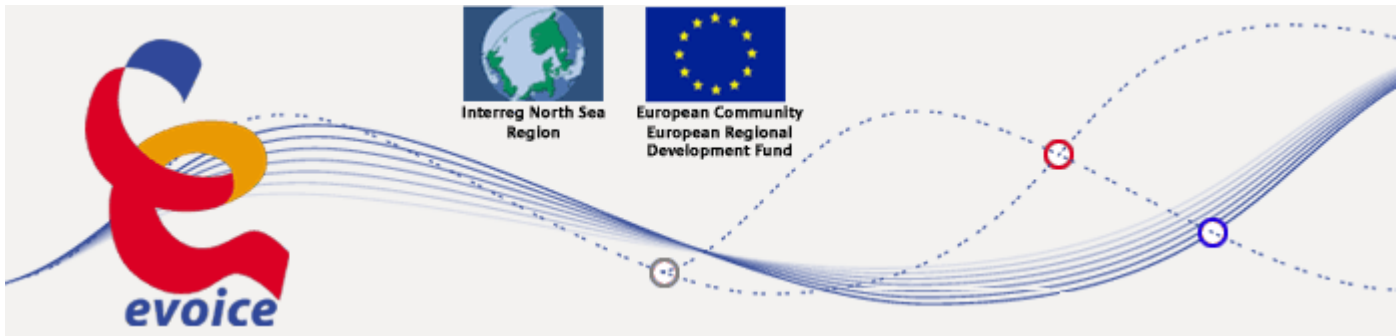 Interreg North Sea
Region
European Community
European Regional
Development Fund
evoice